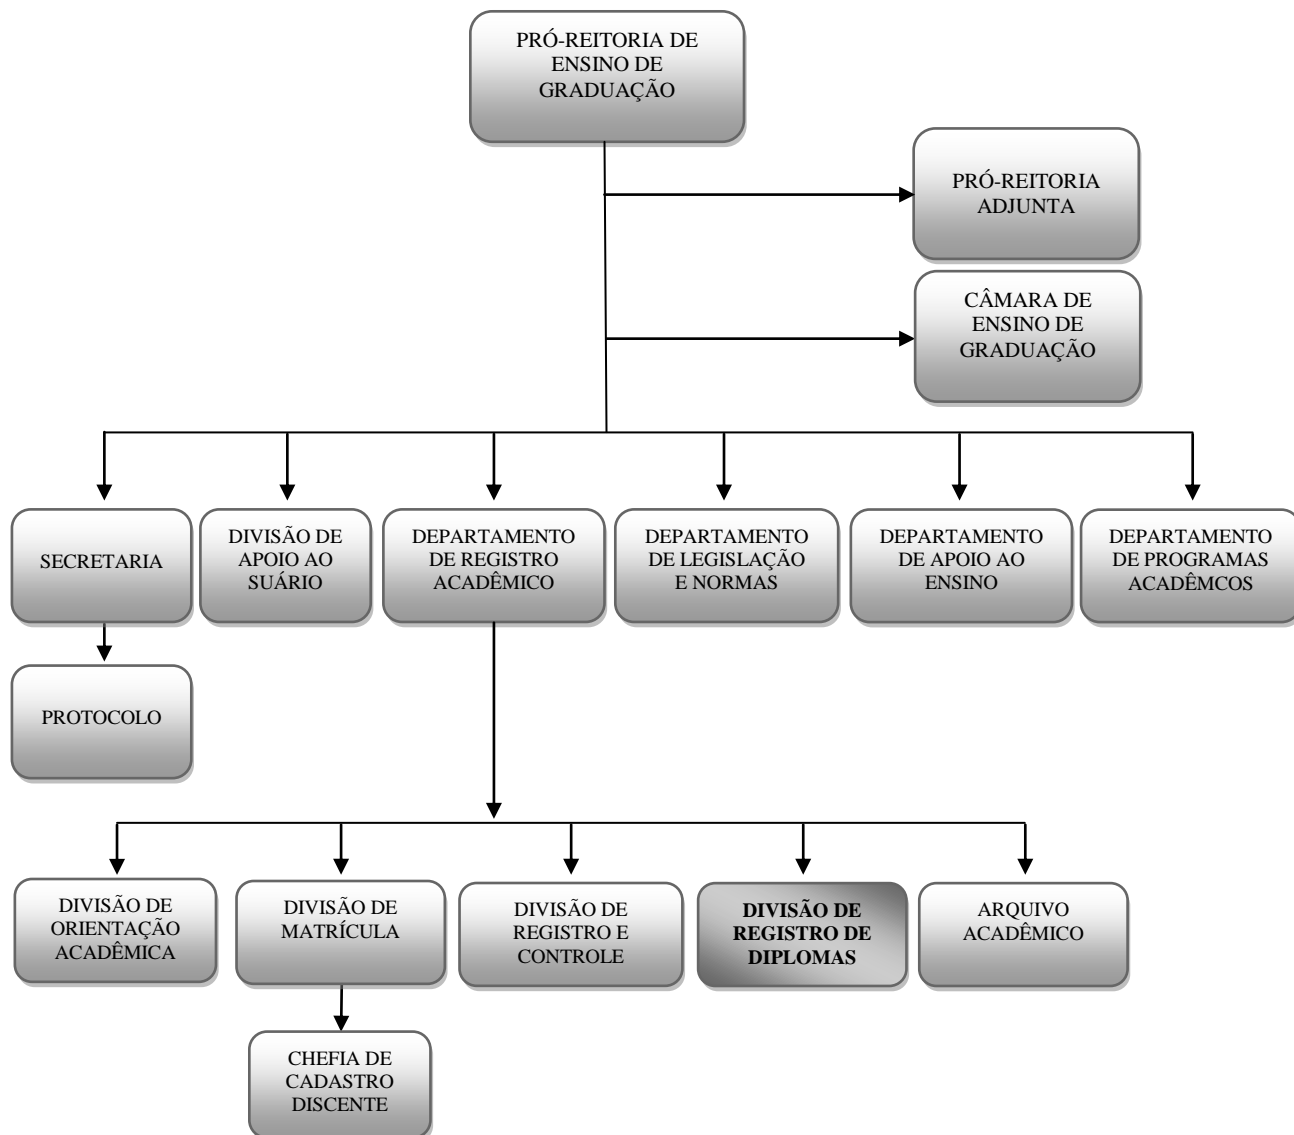 PRÓ-REITORIA DE
ENSINO DE
GRADUAÇÃO
PRÓ-REITORIA
ADJUNTA
CÂMARA DE
ENSINO DE
GRADUAÇÃO
SECRETARIA
DIVISÃO DE
APOIO AO
SUÁRIO
DEPARTAMENTO
DE REGISTRO
ACADÊMICO
DEPARTAMENTO
DE LEGISLAÇÃO
E NORMAS
DEPARTAMENTO
DE APOIO AO
ENSINO
DEPARTAMENTO
DE PROGRAMAS
ACADÊMCOS
PROTOCOLO
DIVISÃO DE
ORIENTAÇÃO
ACADÊMICA
DIVISÃO DE
MATRÍCULA
DIVISÃO DE
REGISTRO E
CONTROLE
DIVISÃO DE
REGISTRO DE
DIPLOMAS
ARQUIVO
ACADÊMICO
CHEFIA DE
CADASTRO
DISCENTE